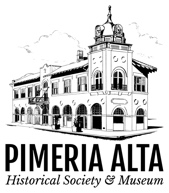 PIMERIA ALTA
Historical Society & Museum